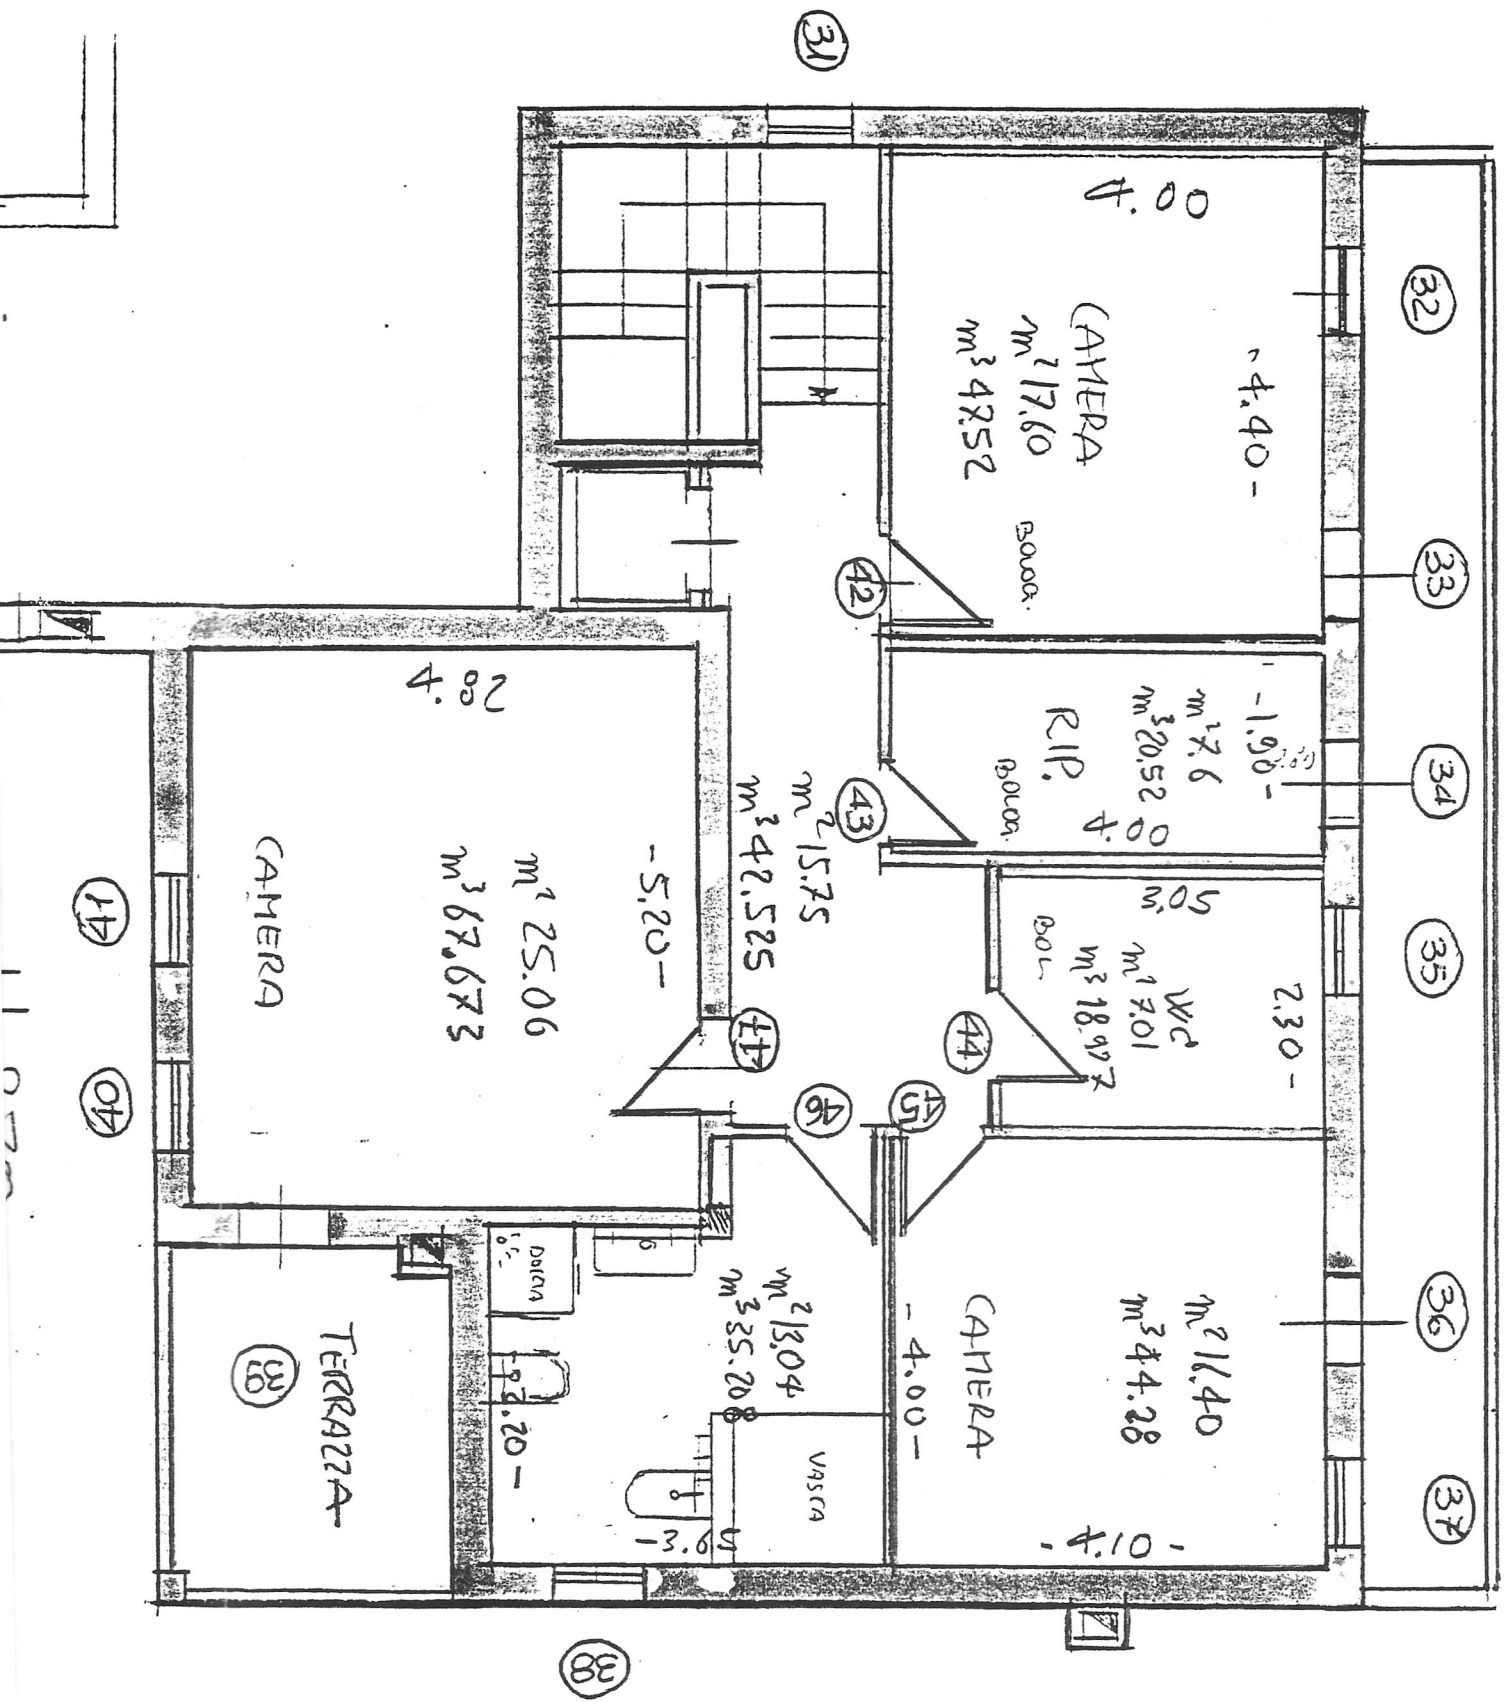 31
32
33
34
35
36
37
4.00
4.40 -
CAMERA
m² 17.60
m³ 47.52
42
- 1.90 -
m² 7.6
m³ 20.52
RIP.
4.00
43
3.05
2.30 -
WC
m² 7.01
m³ 18.927
44
45
46
47
m² 15.75
m³ 42.525
4.82
- 5.20 -
m² 25.06
m³ 67.673
CAMERA
41
40
m² 16.40
m³ 44.28
CAMERA
- 4.00 -
- 4.10 -
m² 13.04
m³ 35.208
DOCCIA
VASCA
- 3.65
TERRAZZA
39
38